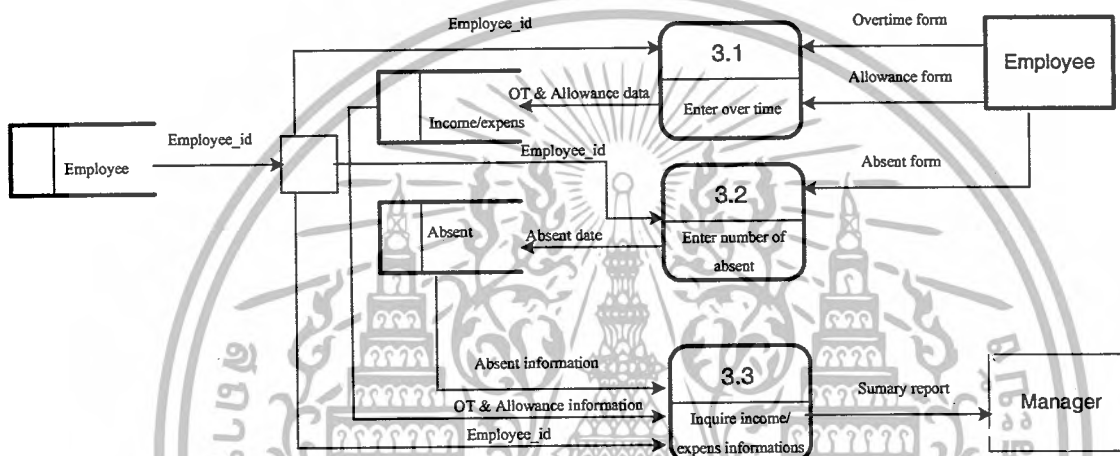 Employee_id
Overtime form
3.1
Employee
Allowance form
OT & Allowance data
Enter over time
Income/expens
Employee_id
Employee
Employee_id
Absent form
3.2
Absent
Absent date
Enter number of
absent
Absent information
3.3
Sumary report
Manager
OT & Allowance information
Inquire income/
expens informations
Employee_id